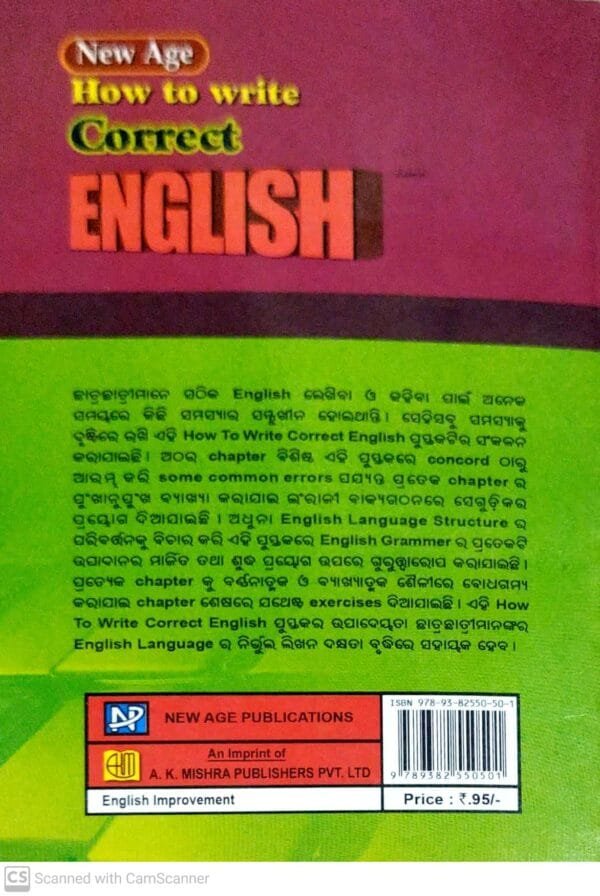 New Age
How to write
Correct
ENGLISH
ଛାତ୍ରଛାତ୍ରୀମାନେ ସଠିକ English ଲେଖିବା ଓ କହିବା ପାଇଁ ଅନେକ
ସମୟରେ କିଛି ସମସ୍ୟାର ସମ୍ମୁଖୀନ ହୋଇଥାନ୍ତି। ସେହିସବୁ ସମସ୍ୟାକୁ
ଦୃଷ୍ଟିରେ ରଖି ଏହି How To Write Correct English ପୁସ୍ତକଟିର ସଂକଳନ
କରାଯାଇଛି। ଅଠର chapter ବିଶିଷ୍ଟ ଏହି ପୁସ୍ତକରେ concord ଠାରୁ
ଆରମ୍ଭ କରି some common errors ପର୍ଯ୍ୟନ୍ତ ପ୍ରତେକ chapter ର
ପୁଂଖାନୁପୁଂଖ ବ୍ୟାଖ୍ୟା କରାଯାଇ ଇଂରାଜୀ ବାକ୍ୟଗଠନରେ ସେଗୁଡ଼ିକର
ପ୍ରୟୋଗ ଦିଆଯାଇଛି। ଅଧୁନା English Language Structure ର
ପରିବର୍ତ୍ତନକୁ ବିଚାର କରି ଏହି ପୁସ୍ତକରେ English Grammer ର ପ୍ରତେକଟି
ଉପାଦାନର ମାର୍ଜିତ ତଥା ଶୁଦ୍ଧ ପ୍ରୟୋଗ ଉପରେ ଗୁରୁତ୍ୱାରୋପ କରାଯାଇଛି।
ପ୍ରତ୍ୟେକ chapter କୁ ବର୍ଣ୍ଣନାତ୍ମକ ଓ ବ୍ୟାଖ୍ୟାତ୍ମକ ଶୈଳୀରେ ବୋଧଗମ୍ୟ
କରାଯାଇ chapter ଶେଷରେ ଯଥେଷ୍ଟ exercises ଦିଆଯାଇଛି। ଏହି How
To Write Correct English ପୁସ୍ତକର ଉପାଦେୟତା ଛାତ୍ରଛାତ୍ରୀମାନଙ୍କର
English Language ର ନିର୍ଭୁଲ ଲିଖନ ଦକ୍ଷତା ବୃଦ୍ଧିରେ ସହାୟକ ହେବ।
NEW AGE PUBLICATIONS
An Imprint of
A. K. MISHRA PUBLISHERS PVT. LTD
English Improvement
ISBN 978-93-82550-50-1
9 789382 550501
Price : ₹.95/-
CS Scanned with CamScanner